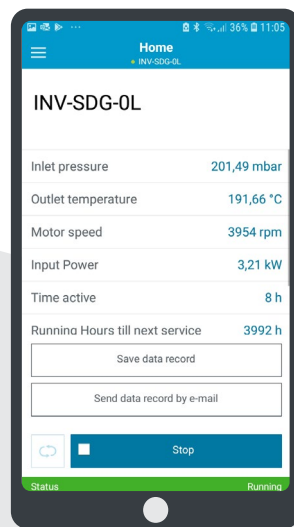 36% 11:05
Home
INV-SDG-0L
INV-SDG-0L
Inlet pressure 201,49 mbar
Outlet temperature 191,66 °C
Motor speed 3954 rpm
Input Power 3,21 kW
Time active 8 h
Running Hours till next service 3992 h
Save data record
Send data record by e-mail
Stop
Status Running